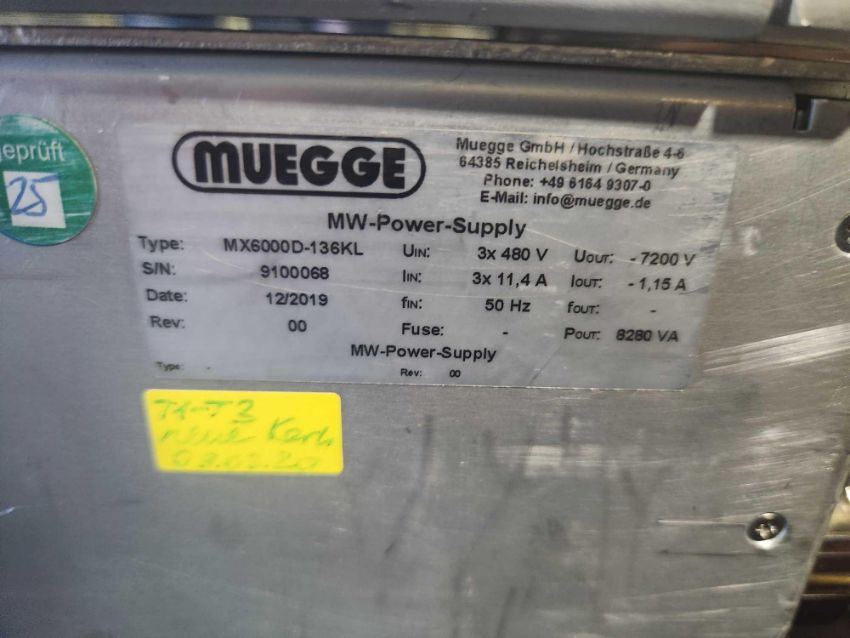 geprüft
25
MUEGGE
Muegge GmbH / Hochstraße 4-6
64385 Reichelsheim / Germany
Phone: +49 6164 9307-0
E-Mail: info@muegge.de
MW-Power-Supply
Type: MX6000D-136KL UIN: 3x 480 V UOUT: - 7200 V
S/N: 9100068 IIN: 3x 11,4 A IOUT: - 1,15 A
Date: 12/2019 fIN: 50 Hz fOUT: -
Rev: 00 Fuse: - POUT: 8280 VA
MW-Power-Supply
Type: - Rev: 00
T1-T3
neue